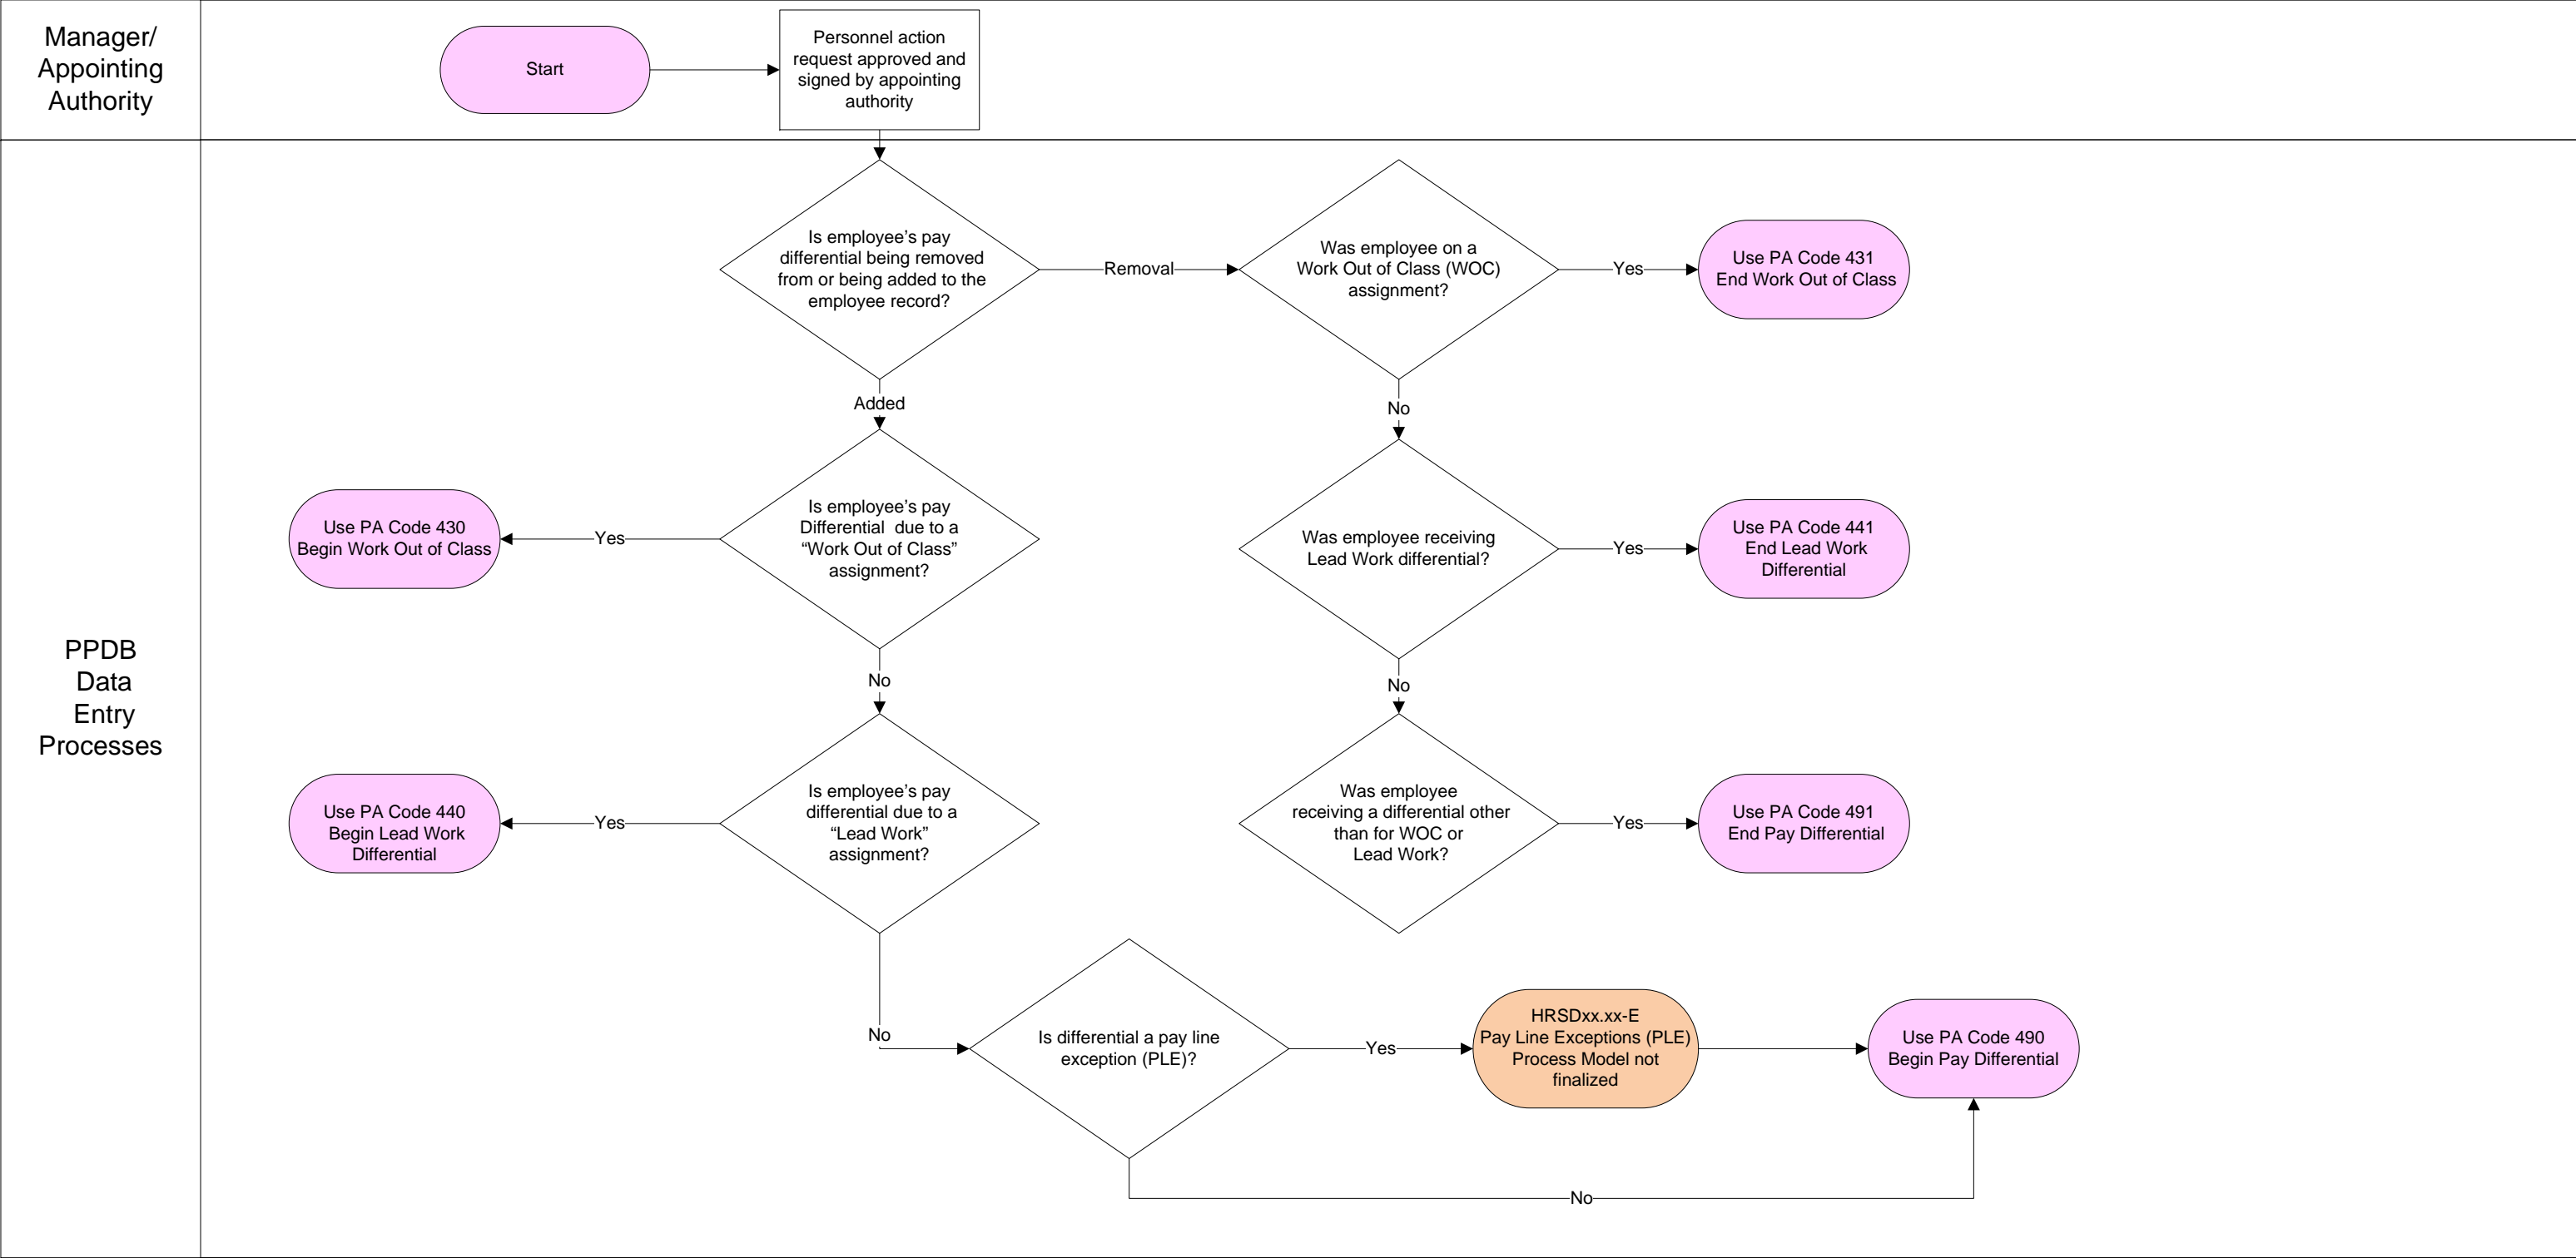 Manager/
Appointing
Authority
Start
Personnel action
request approved and
signed by appointing
authority
PPDB
Data
Entry
Processes
Is employee’s pay
differential being removed
from or being added to the
employee record?
Removal
Was employee on a
Work Out of Class (WOC)
assignment?
Yes
Use PA Code 431
End Work Out of Class
Added
No
Use PA Code 430
Begin Work Out of Class
Yes
Is employee’s pay
Differential due to a
“Work Out of Class”
assignment?
Was employee receiving
Lead Work differential?
Yes
Use PA Code 441
End Lead Work
Differential
No
No
Use PA Code 440
Begin Lead Work
Differential
Yes
Is employee’s pay
differential due to a
“Lead Work”
assignment?
Was employee
receiving a differential other
than for WOC or
Lead Work?
Yes
Use PA Code 491
End Pay Differential
No
Is differential a pay line
exception (PLE)?
Yes
HRSDxx.xx-E
Pay Line Exceptions (PLE)
Process Model not
finalized
Use PA Code 490
Begin Pay Differential
No